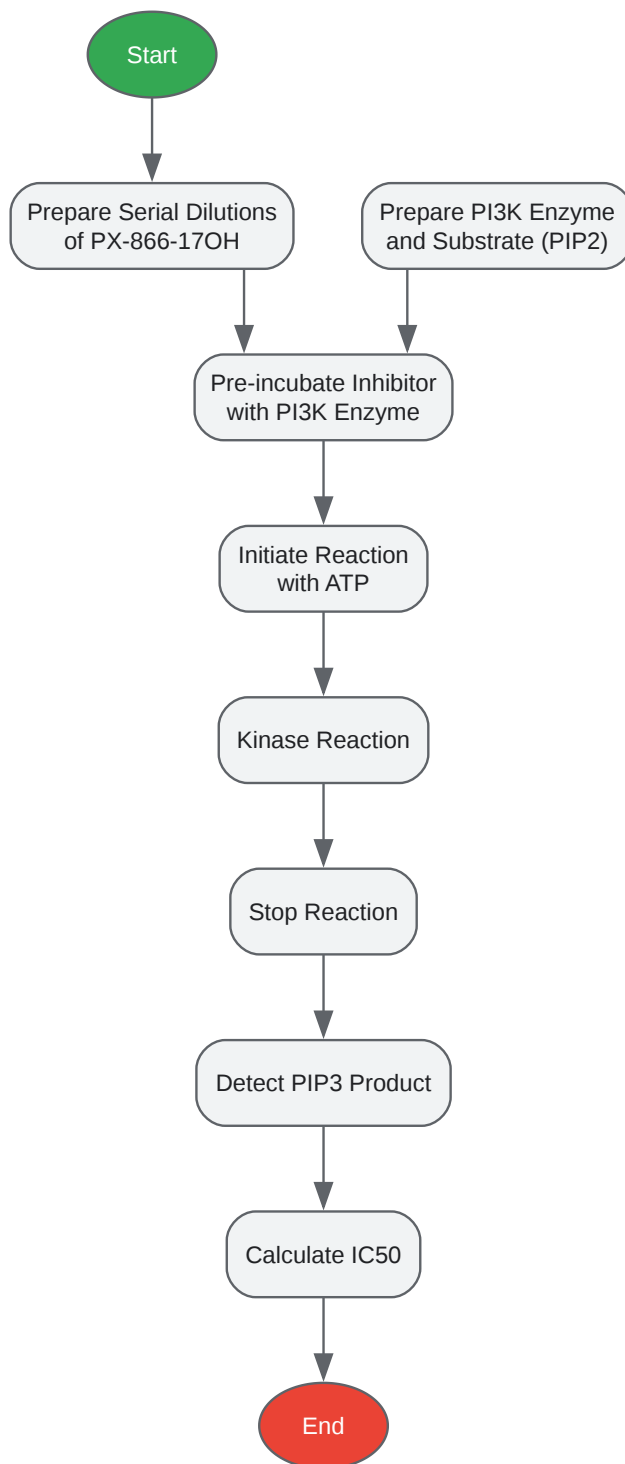 Start
Prepare Serial Dilutions
of PX-866-17OH
Prepare PI3K Enzyme
and Substrate (PIP2)
Pre-incubate Inhibitor
with PI3K Enzyme
Initiate Reaction
with ATP
Kinase Reaction
Stop Reaction
Detect PIP3 Product
Calculate IC50
End